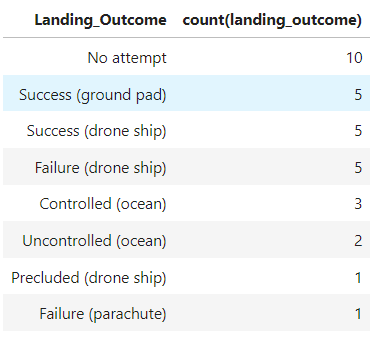 Landing_Outcome count(landing_outcome)
No attempt 10
Success (ground pad) 5
Success (drone ship) 5
Failure (drone ship) 5
Controlled (ocean) 3
Uncontrolled (ocean) 2
Precluded (drone ship) 1
Failure (parachute) 1